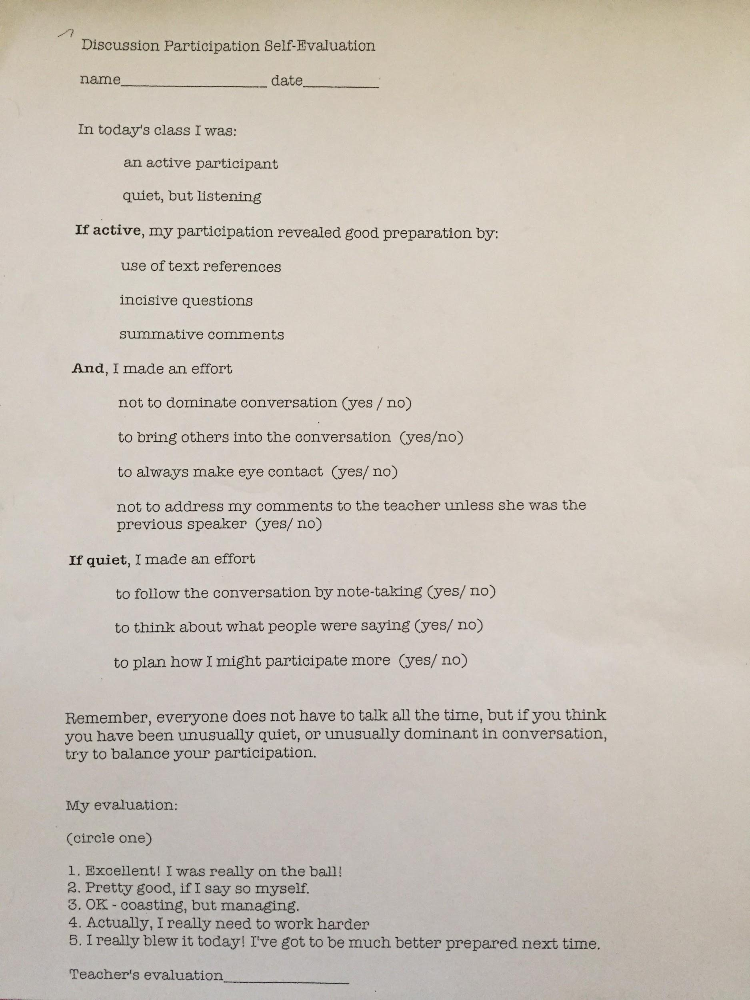 Discussion Participation Self-Evaluation
name_________________ date_________
In today's class I was:
an active participant
quiet, but listening
If active, my participation revealed good preparation by:
use of text references
incisive questions
summative comments
And, I made an effort
not to dominate conversation (yes / no)
to bring others into the conversation (yes/no)
to always make eye contact (yes/ no)
not to address my comments to the teacher unless she was the
previous speaker (yes/ no)
If quiet, I made an effort
to follow the conversation by note-taking (yes/ no)
to think about what people were saying (yes/ no)
to plan how I might participate more (yes/ no)
Remember, everyone does not have to talk all the time, but if you think
you have been unusually quiet, or unusually dominant in conversation,
try to balance your participation.
My evaluation:
(circle one)
1. Excellent! I was really on the ball!
2. Pretty good, if I say so myself.
3. OK - coasting, but managing.
4. Actually, I really need to work harder
5. I really blew it today! I've got to be much better prepared next time.
Teacher's evaluation_______________